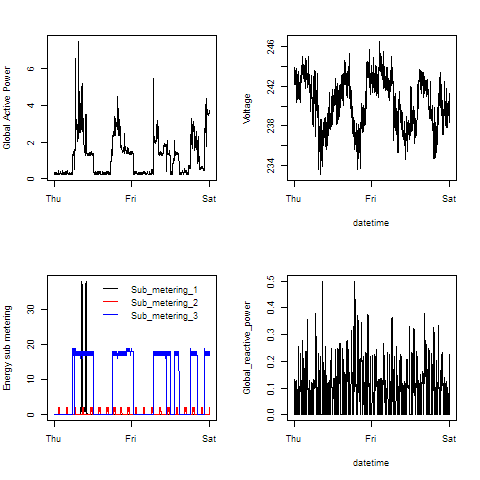 Global Active Power
0
2
4
6
Thu
Fri
Sat
Voltage
234
238
242
246
Thu
Fri
Sat
datetime
Energy sub metering
0
10
20
30
Sub_metering_1
Sub_metering_2
Sub_metering_3
Thu
Fri
Sat
Global_reactive_power
0.0
0.1
0.2
0.3
0.4
0.5
Thu
Fri
Sat
datetime